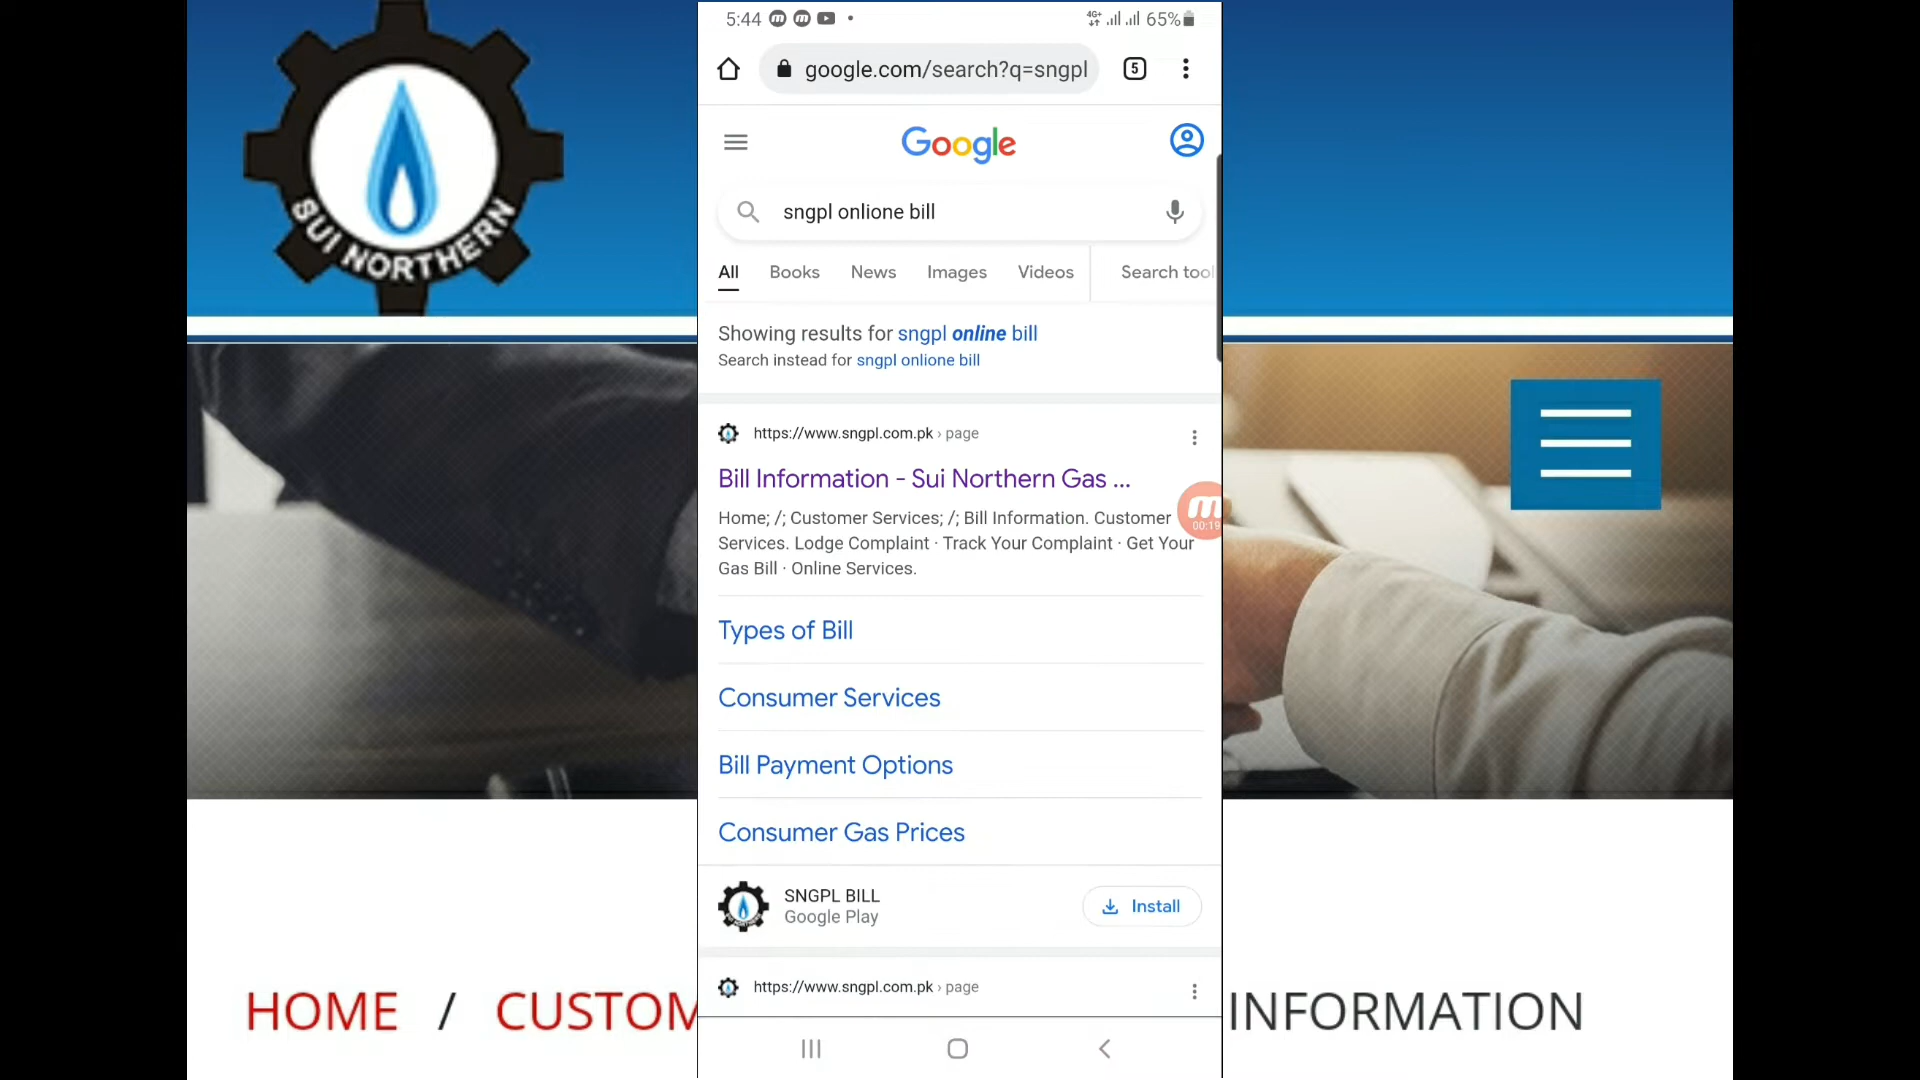 SUI NORTHERN
5:44
4G+
65%
google.com/search?q=sngpl
5
Google
sngpl onlione bill
All Books News Images Videos Search tool
Showing results for sngpl online bill
Search instead for sngpl onlione bill
https://www.sngpl.com.pk › page
Bill Information - Sui Northern Gas ...
Home; /; Customer Services; /; Bill Information. Customer
Services. Lodge Complaint · Track Your Complaint · Get Your
Gas Bill · Online Services.
00:19
Types of Bill
Consumer Services
Bill Payment Options
Consumer Gas Prices
SNGPL BILL
Google Play
Install
https://www.sngpl.com.pk › page
HOME / CUSTOM INFORMATION